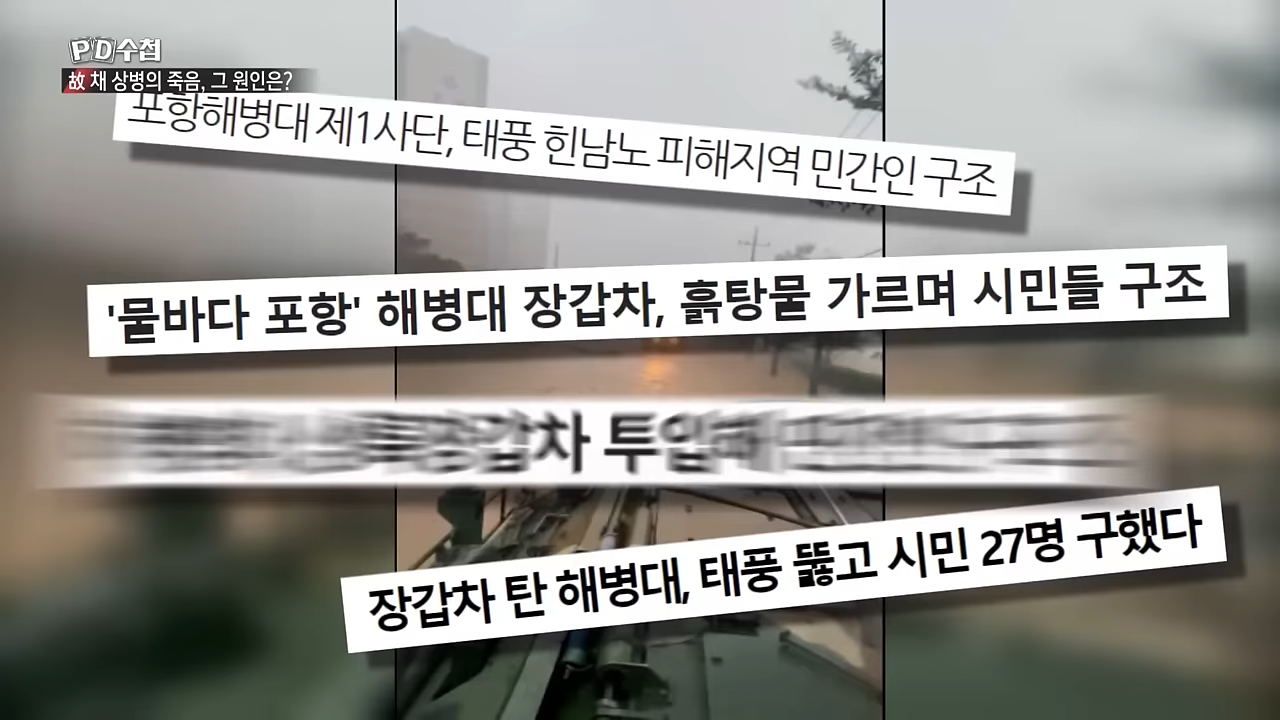 PD수첩
故 채 상병의 죽음, 그 원인은?
포항해병대 제1사단, 태풍 힌남노 피해지역 민간인 구조
'물바다 포항' 해병대 장갑차, 흙탕물 가르며 시민들 구조
장갑차 투입해
장갑차 탄 해병대, 태풍 뚫고 시민 27명 구했다